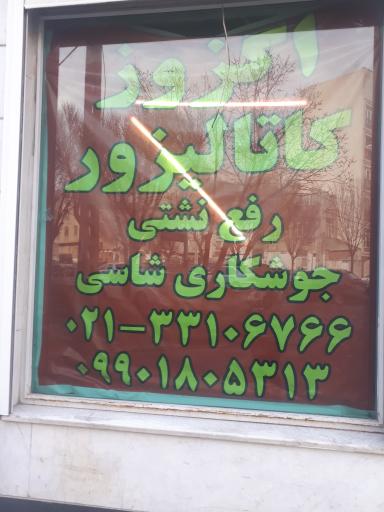 اگزوز
کاتالیزور
رفع نشتی
جوشکاری شاسی
۰۲۱-۳۳۱۰۶۷۶۶
۰۹۹۰۱۸۰۵۳۱۳